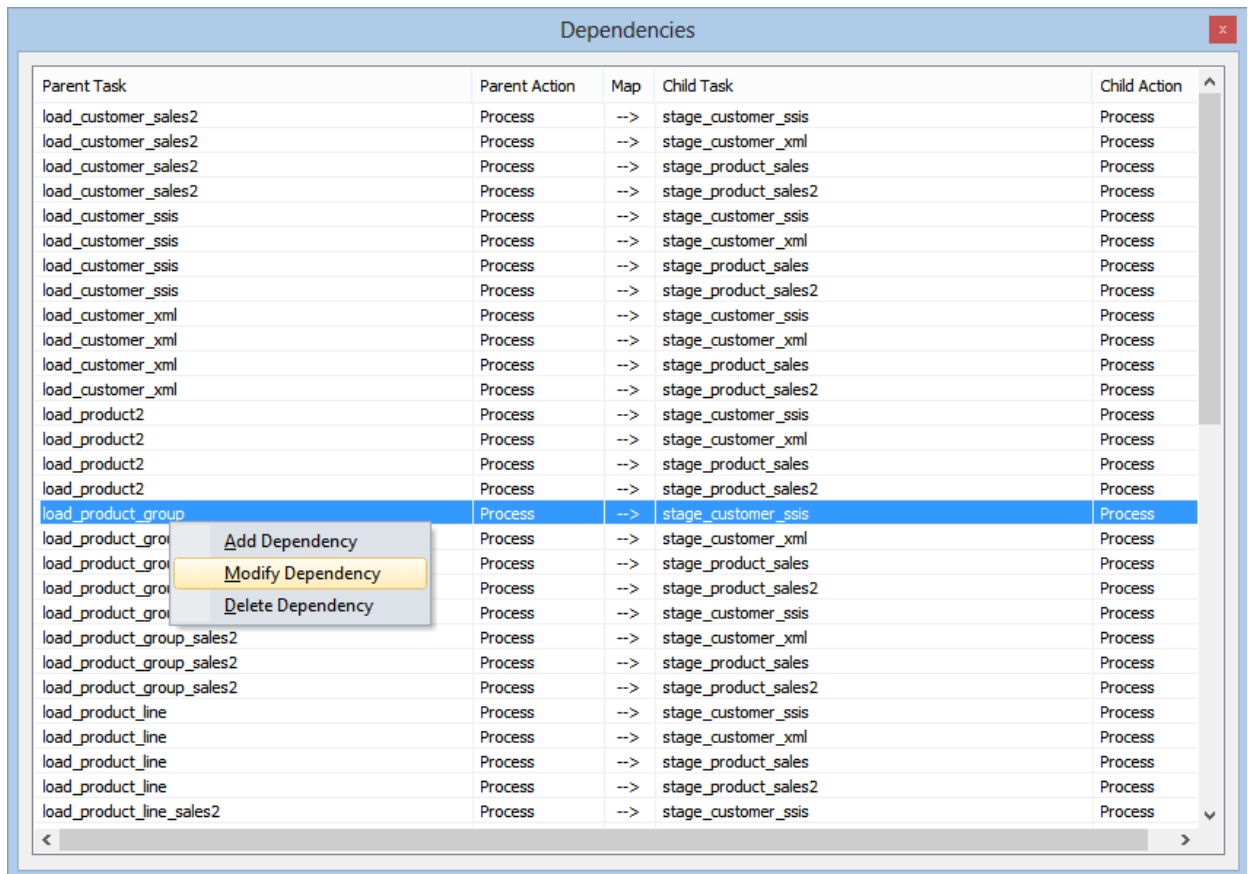 Dependencies
x
Parent Task Parent Action Map Child Task Child Action
load_customer_sales2 Process --> stage_customer_ssis Process
load_customer_sales2 Process --> stage_customer_xml Process
load_customer_sales2 Process --> stage_product_sales Process
load_customer_sales2 Process --> stage_product_sales2 Process
load_customer_ssis Process --> stage_customer_ssis Process
load_customer_ssis Process --> stage_customer_xml Process
load_customer_ssis Process --> stage_product_sales Process
load_customer_ssis Process --> stage_product_sales2 Process
load_customer_xml Process --> stage_customer_ssis Process
load_customer_xml Process --> stage_customer_xml Process
load_customer_xml Process --> stage_product_sales Process
load_customer_xml Process --> stage_product_sales2 Process
load_product2 Process --> stage_customer_ssis Process
load_product2 Process --> stage_customer_xml Process
load_product2 Process --> stage_product_sales Process
load_product2 Process --> stage_product_sales2 Process
load_product_group Process --> stage_customer_ssis Process
load_product_gro Process --> stage_customer_xml Process
Add Dependency
load_product_gro Process --> stage_product_sales Process
Modify Dependency
load_product_gro Process --> stage_product_sales2 Process
Delete Dependency
load_product_gro Process --> stage_customer_ssis Process
load_product_group_sales2 Process --> stage_customer_xml Process
load_product_group_sales2 Process --> stage_product_sales Process
load_product_group_sales2 Process --> stage_product_sales2 Process
load_product_line Process --> stage_customer_ssis Process
load_product_line Process --> stage_customer_xml Process
load_product_line Process --> stage_product_sales Process
load_product_line Process --> stage_product_sales2 Process
load_product_line_sales2 Process --> stage_customer_ssis Process